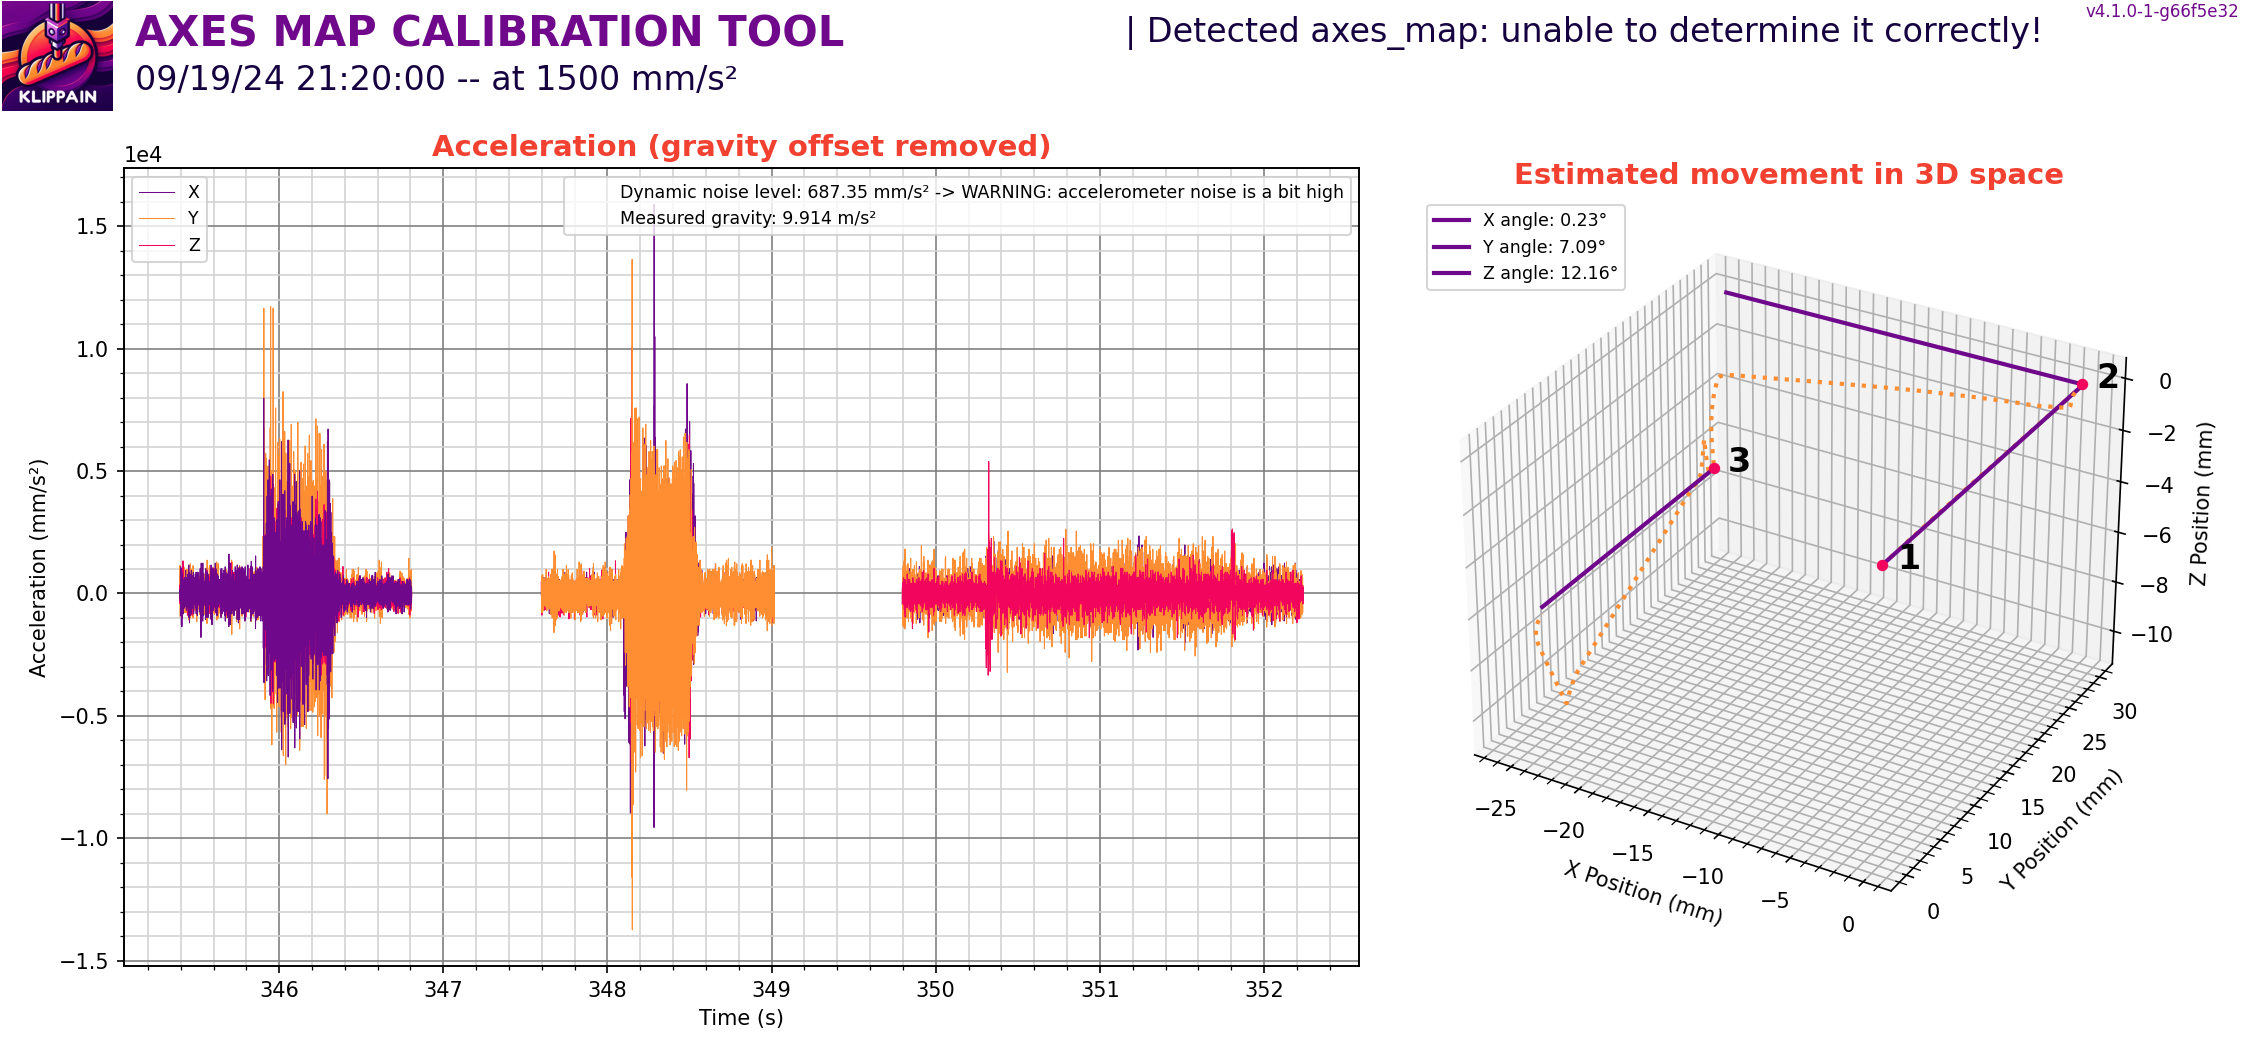 KLIPPAIN
AXES MAP CALIBRATION TOOL
09/19/24 21:20:00 -- at 1500 mm/s²
| Detected axes_map: unable to determine it correctly!
v4.1.0-1-g66f5e32
Acceleration (gravity offset removed)
1e4
X
Y
Z
Dynamic noise level: 687.35 mm/s² -> WARNING: accelerometer noise is a bit high
Measured gravity: 9.914 m/s²
Acceleration (mm/s²)
1.5
1.0
0.5
0.0
−0.5
−1.0
−1.5
346
347
348
349
350
351
352
Time (s)
Estimated movement in 3D space
X angle: 0.23°
Y angle: 7.09°
Z angle: 12.16°
2
3
1
0
−2
−4
−6
−8
−10
Z Position (mm)
30
25
20
15
10
5
0
Y Position (mm)
−25
−20
−15
−10
−5
0
X Position (mm)